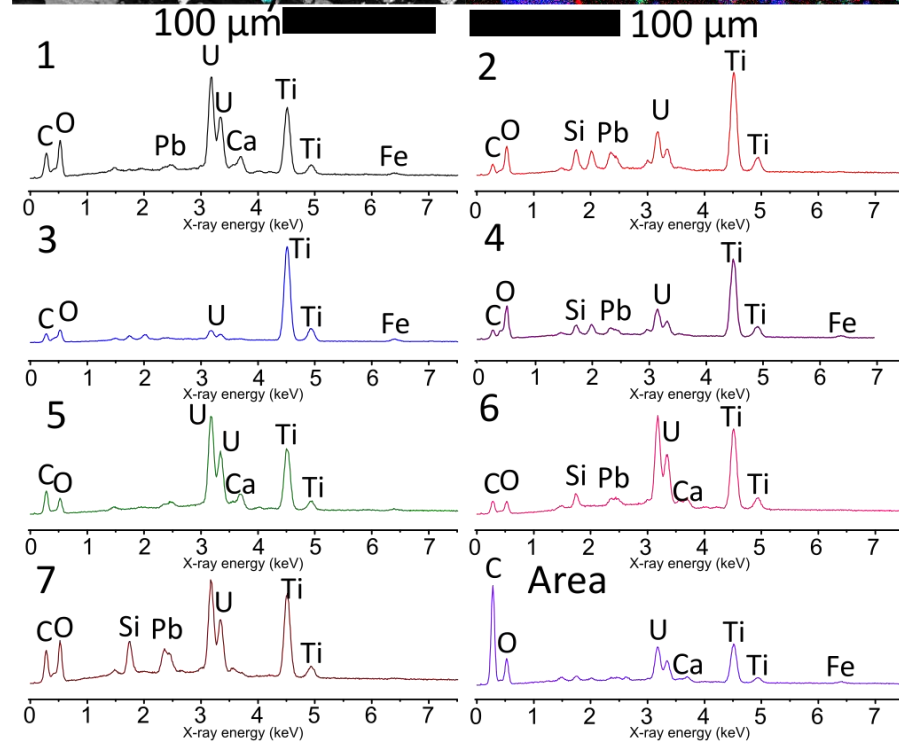 100 µm
100 µm
1
U
U
Ti
C
O
Pb
Ca
Ti
Fe
0 1 2 3 4 5 6 7
X-ray energy (keV)
2
Ti
C
O
Si
Pb
U
Ti
0 1 2 3 4 5 6 7
X-ray energy (keV)
3
Ti
C
O
U
Ti
Fe
0 1 2 3 4 5 6 7
X-ray energy (keV)
4
Ti
C
O
Si
Pb
U
Ti
Fe
0 1 2 3 4 5 6 7
X-ray energy (keV)
5
U
U
Ti
C
O
Ca
Ti
0 1 2 3 4 5 6 7
X-ray energy (keV)
6
Ti
C
O
Si
Pb
U
Ca
Ti
0 1 2 3 4 5 6 7
X-ray energy (keV)
7
C
O
Si
Pb
U
Ti
Ti
0 1 2 3 4 5 6 7
X-ray energy (keV)
Area
C
O
U
Ca
Ti
Ti
Fe
0 1 2 3 4 5 6 7
X-ray energy (keV)